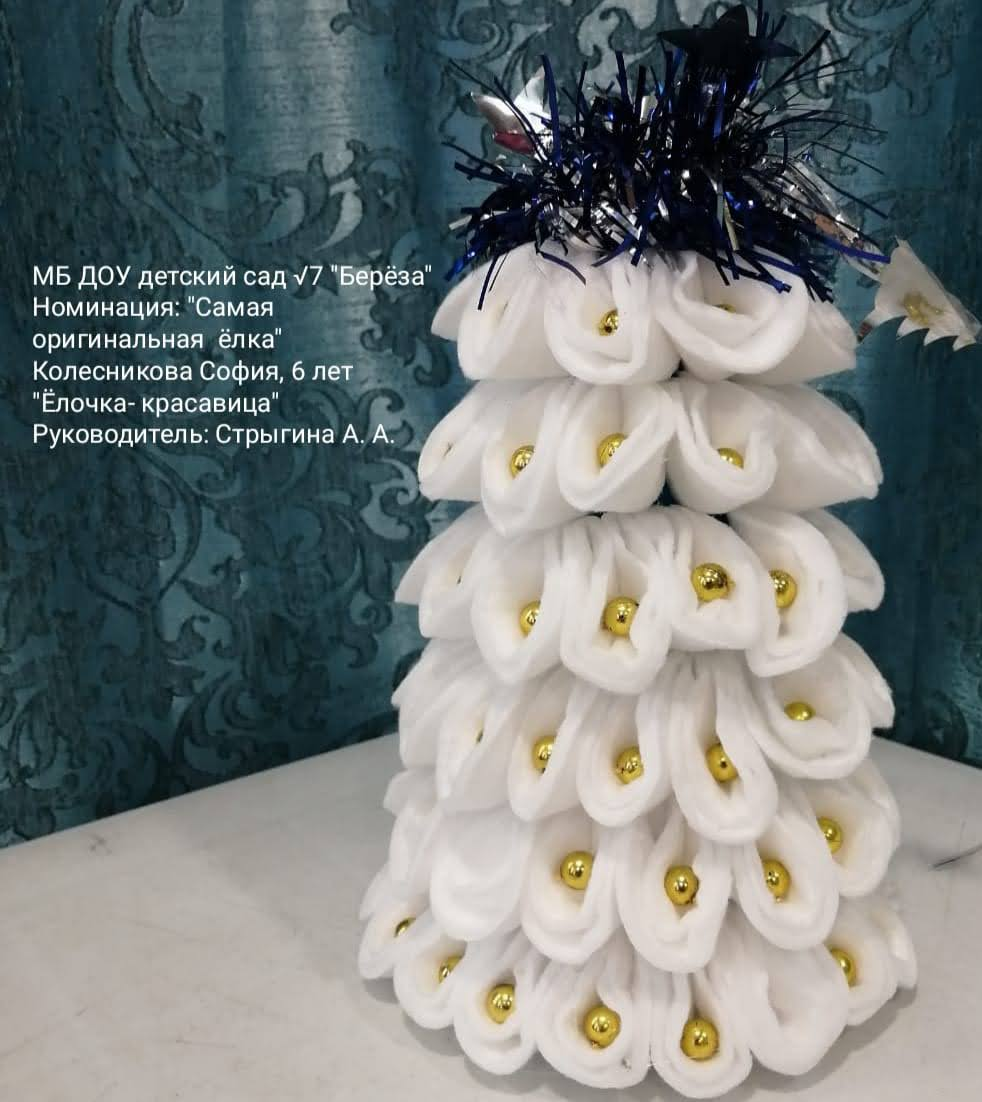 МБ ДОУ детский сад √7 "Берёза"
Номинация: "Самая
оригинальная ёлка"
Колесникова София, 6 лет
"Ёлочка- красавица"
Руководитель: Стрыгина А. А.